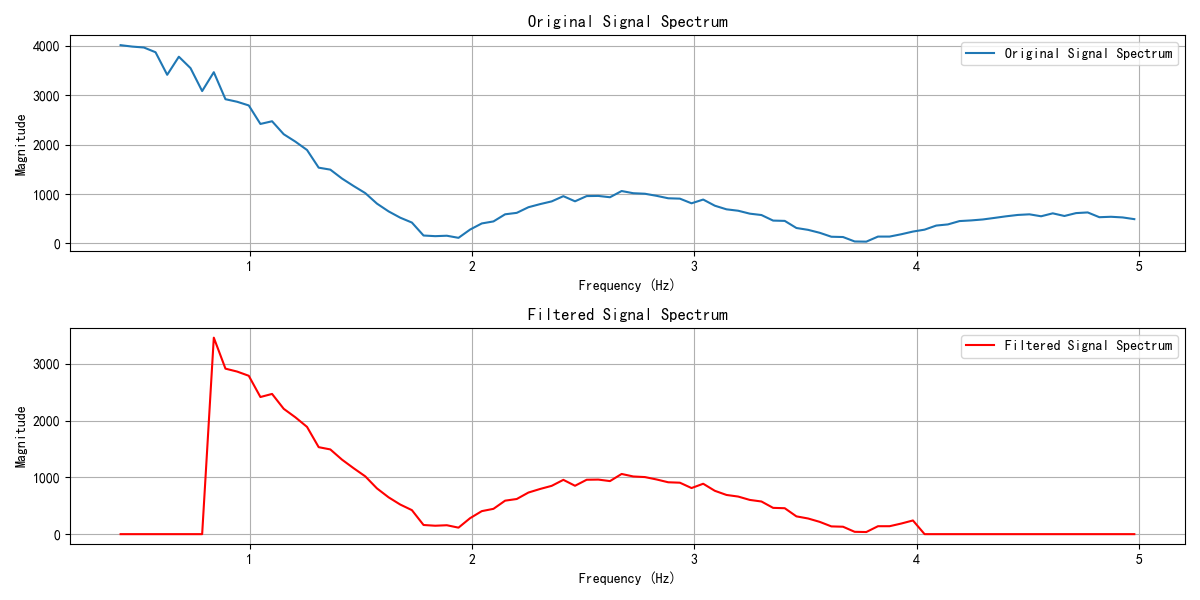 Original Signal Spectrum
4000
3000
2000
1000
0
Magnitude
Original Signal Spectrum
1 2 3 4 5
Frequency (Hz)
Filtered Signal Spectrum
3000
2000
1000
0
Magnitude
Filtered Signal Spectrum
1 2 3 4 5
Frequency (Hz)